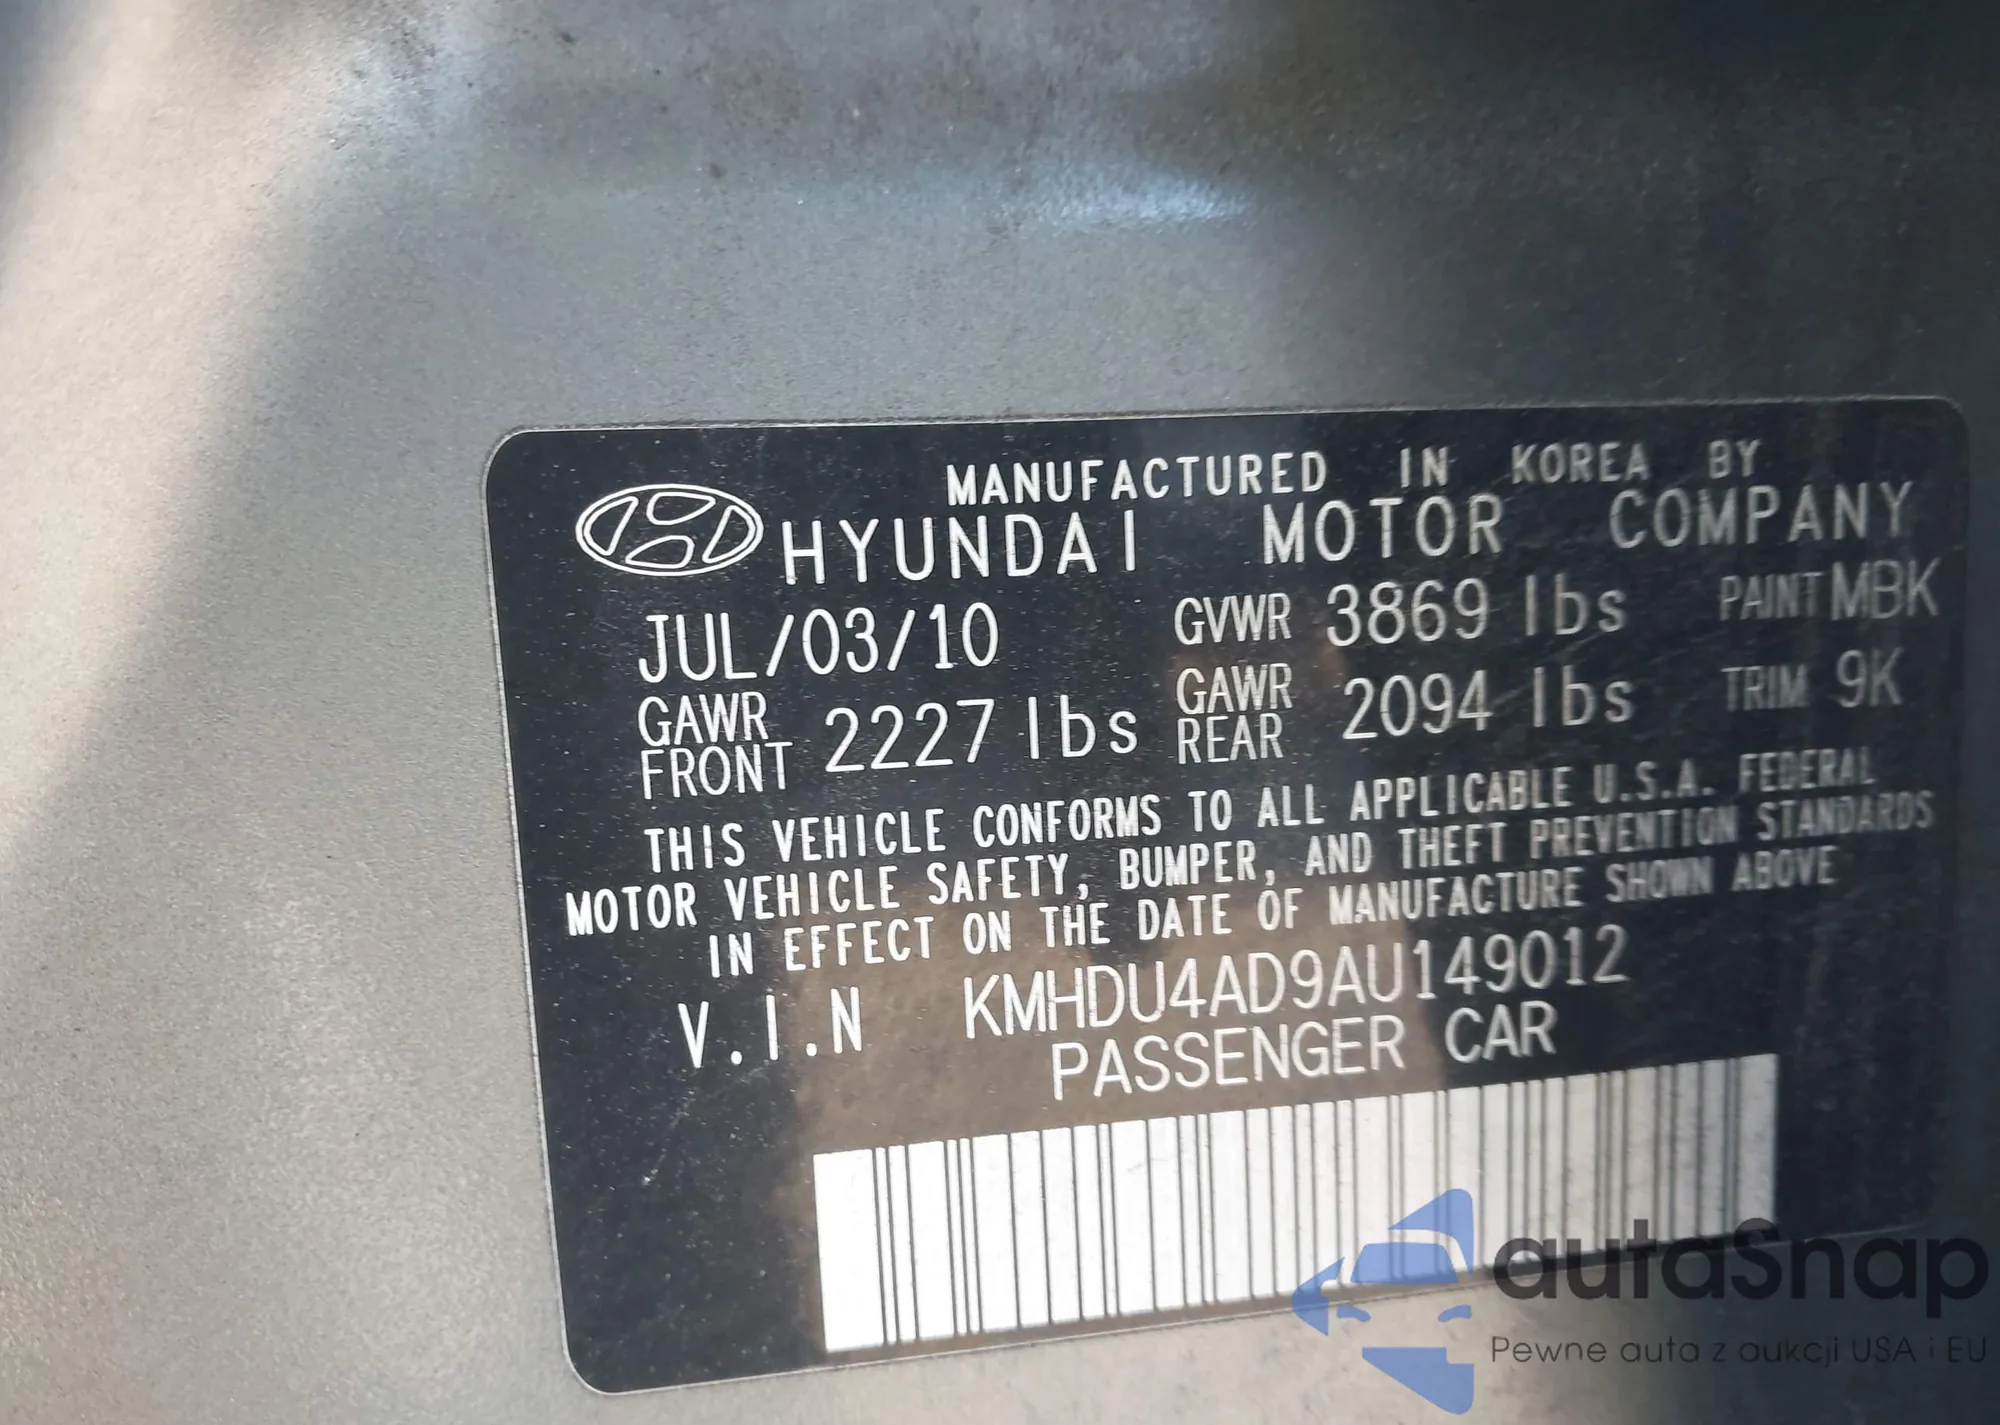 MANUFACTURED IN KOREA BY
HYUNDAI MOTOR COMPANY
JUL/03/10 GVWR 3869 lbs PAINT MBK
GAWR FRONT 2227 lbs GAWR REAR 2094 lbs TRIM 9K
THIS VEHICLE CONFORMS TO ALL APPLICABLE U.S.A. FEDERAL
MOTOR VEHICLE SAFETY, BUMPER, AND THEFT PREVENTION STANDARDS
IN EFFECT ON THE DATE OF MANUFACTURE SHOWN ABOVE
V.I.N KMHDU4AD9AU149012
PASSENGER CAR
autaSnap
Pewne auta z aukcji USA i EU